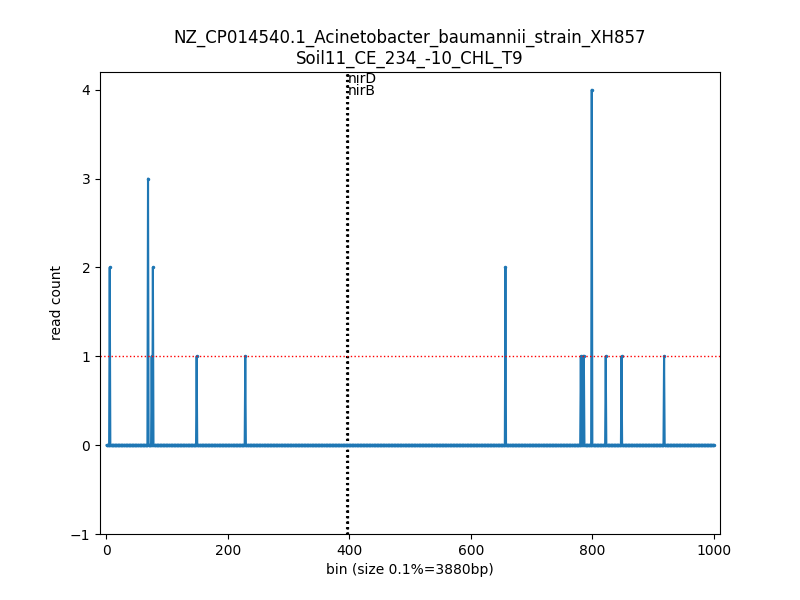 NZ_CP014540.1_Acinetobacter_baumannii_strain_XH857
Soil11_CE_234_-10_CHL_T9
nirD
nirB
4
3
2
1
0
−1
read count
0 200 400 600 800 1000
bin (size 0.1%=3880bp)